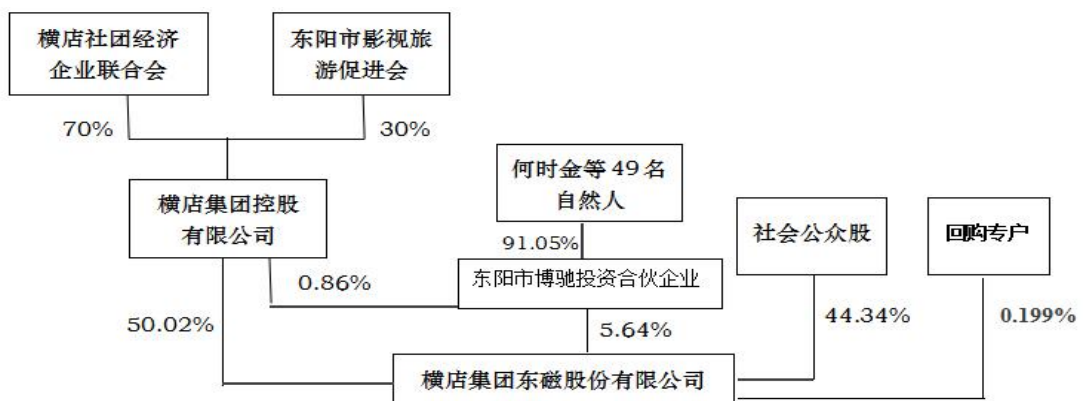 横店社团经济
企业联合会
东阳市影视旅
游促进会
70%
30%
何时金等 49 名
自然人
横店集团控股
有限公司
社会公众股
回购专户
91.05%
东阳市博驰投资合伙企业
0.86%
50.02%
5.64%
44.34%
0.199%
横店集团东磁股份有限公司